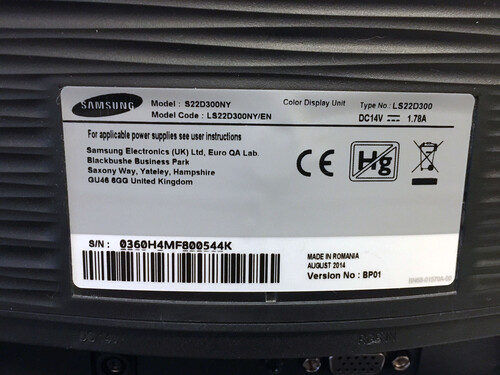 SAMSUNG
Model : S22D300NY
Model Code : LS22D300NY/EN
Color Display Unit
Type No.: LS22D300
DC14V ⎓ 1.78A
For applicable power supplies see user instructions
Samsung Electronics (UK) Ltd, Euro QA Lab.
Blackbushe Business Park
Saxony Way, Yateley, Hampshire
GU46 6GG United Kingdom
CE
Hg
S/N : 0360H4MF800544K
MADE IN ROMANIA
AUGUST 2014
Version No : BP01
DC 14V